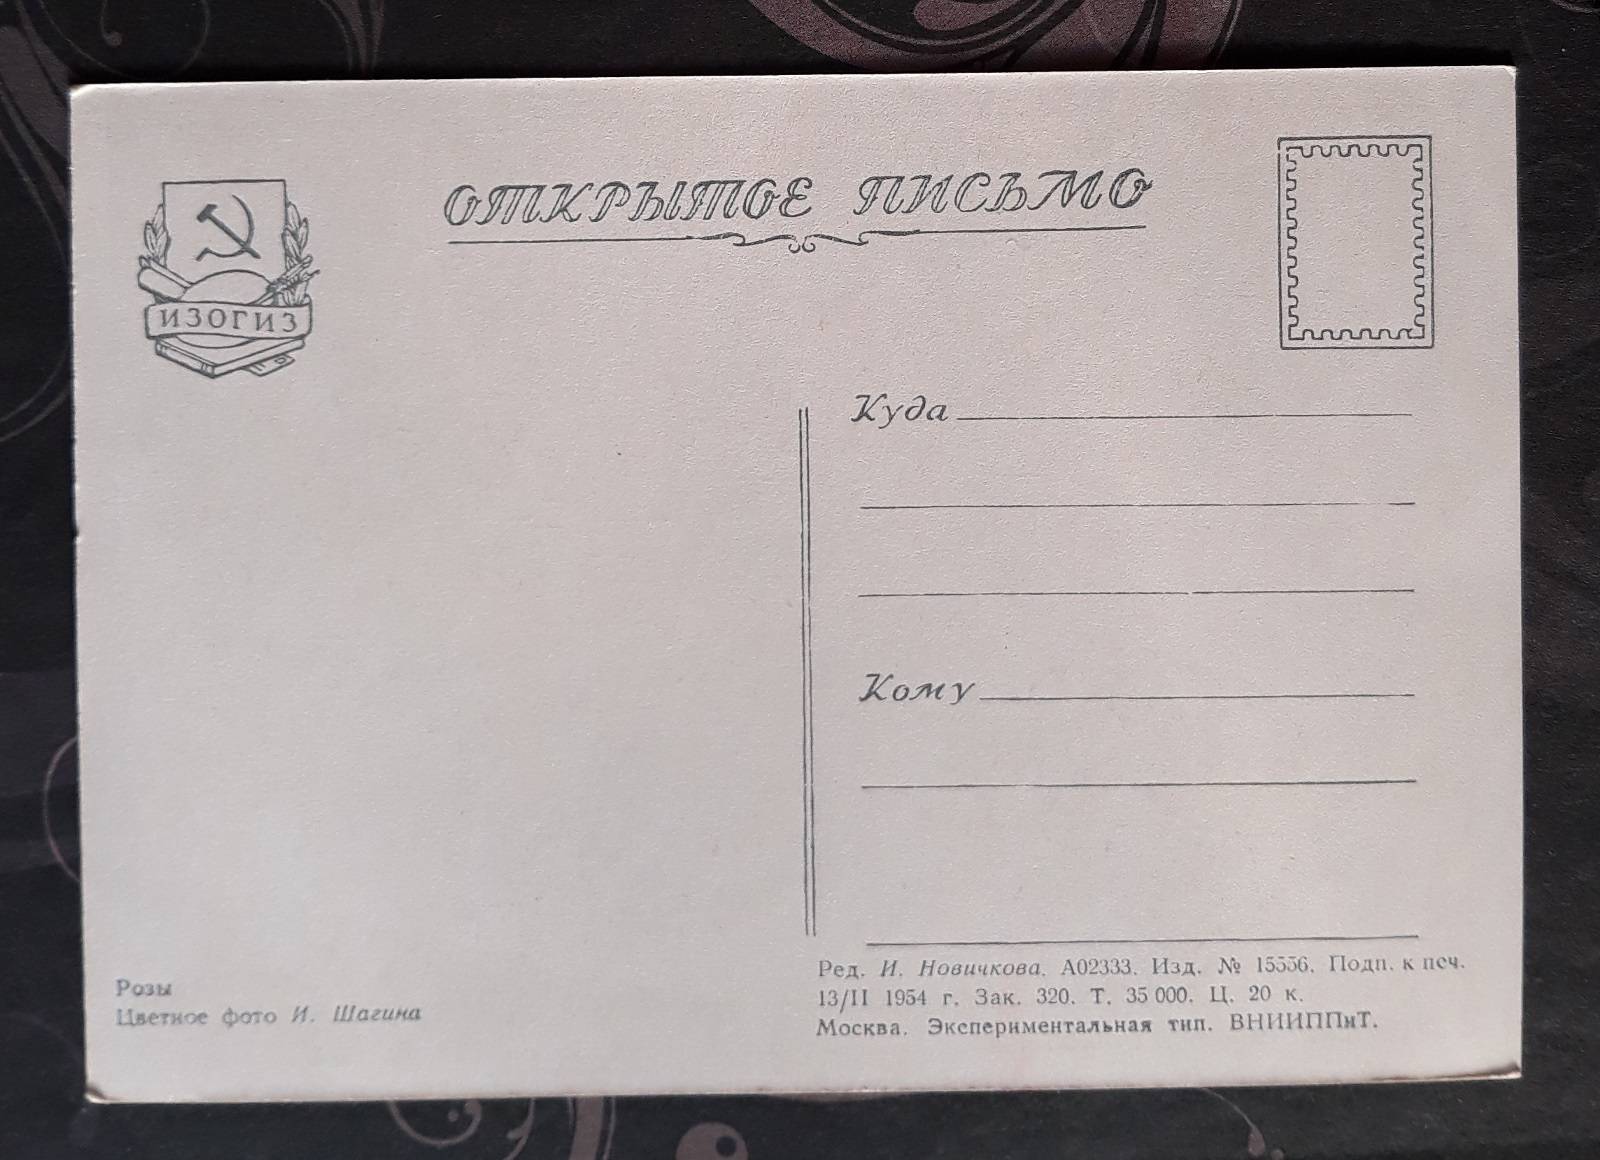 ОТКРЫТОЕ ПИСЬМО
ИЗОГИЗ
Куда
Кому
Розы
Цветное фото И. Шагина
Ред. И. Новичкова. А02333. Изд. № 15556. Подп. к печ.
13/II 1954 г. Зак. 320. Т. 35 000. Ц. 20 к.
Москва. Экспериментальная тип. ВНИИППиТ.